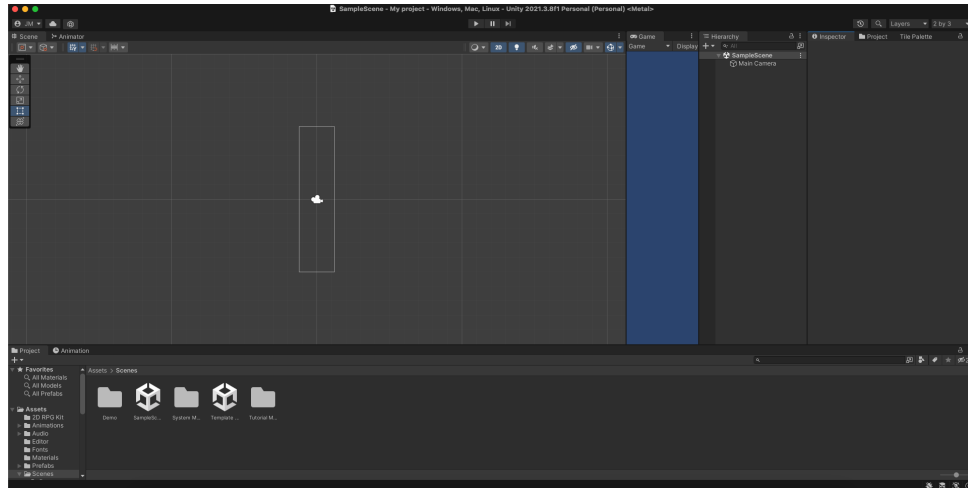 SampleScene - My project - Windows, Mac, Linux - Unity 2021.3.8f1 Personal (Personal) <Metal>
JM
Layers
2 by 3
Scene
Animator
Game
Hierarchy
Inspector
Project
Tile Palette
2D
Game
Display
All
SampleScene
Main Camera
Project
Animation
Favorites
All Materials
All Models
All Prefabs
Assets > Scenes
Assets
2D RPG Kit
Animations
Audio
Editor
Fonts
Materials
Prefabs
Scenes
Demo
SampleSc...
System M...
Template ...
Tutorial M...